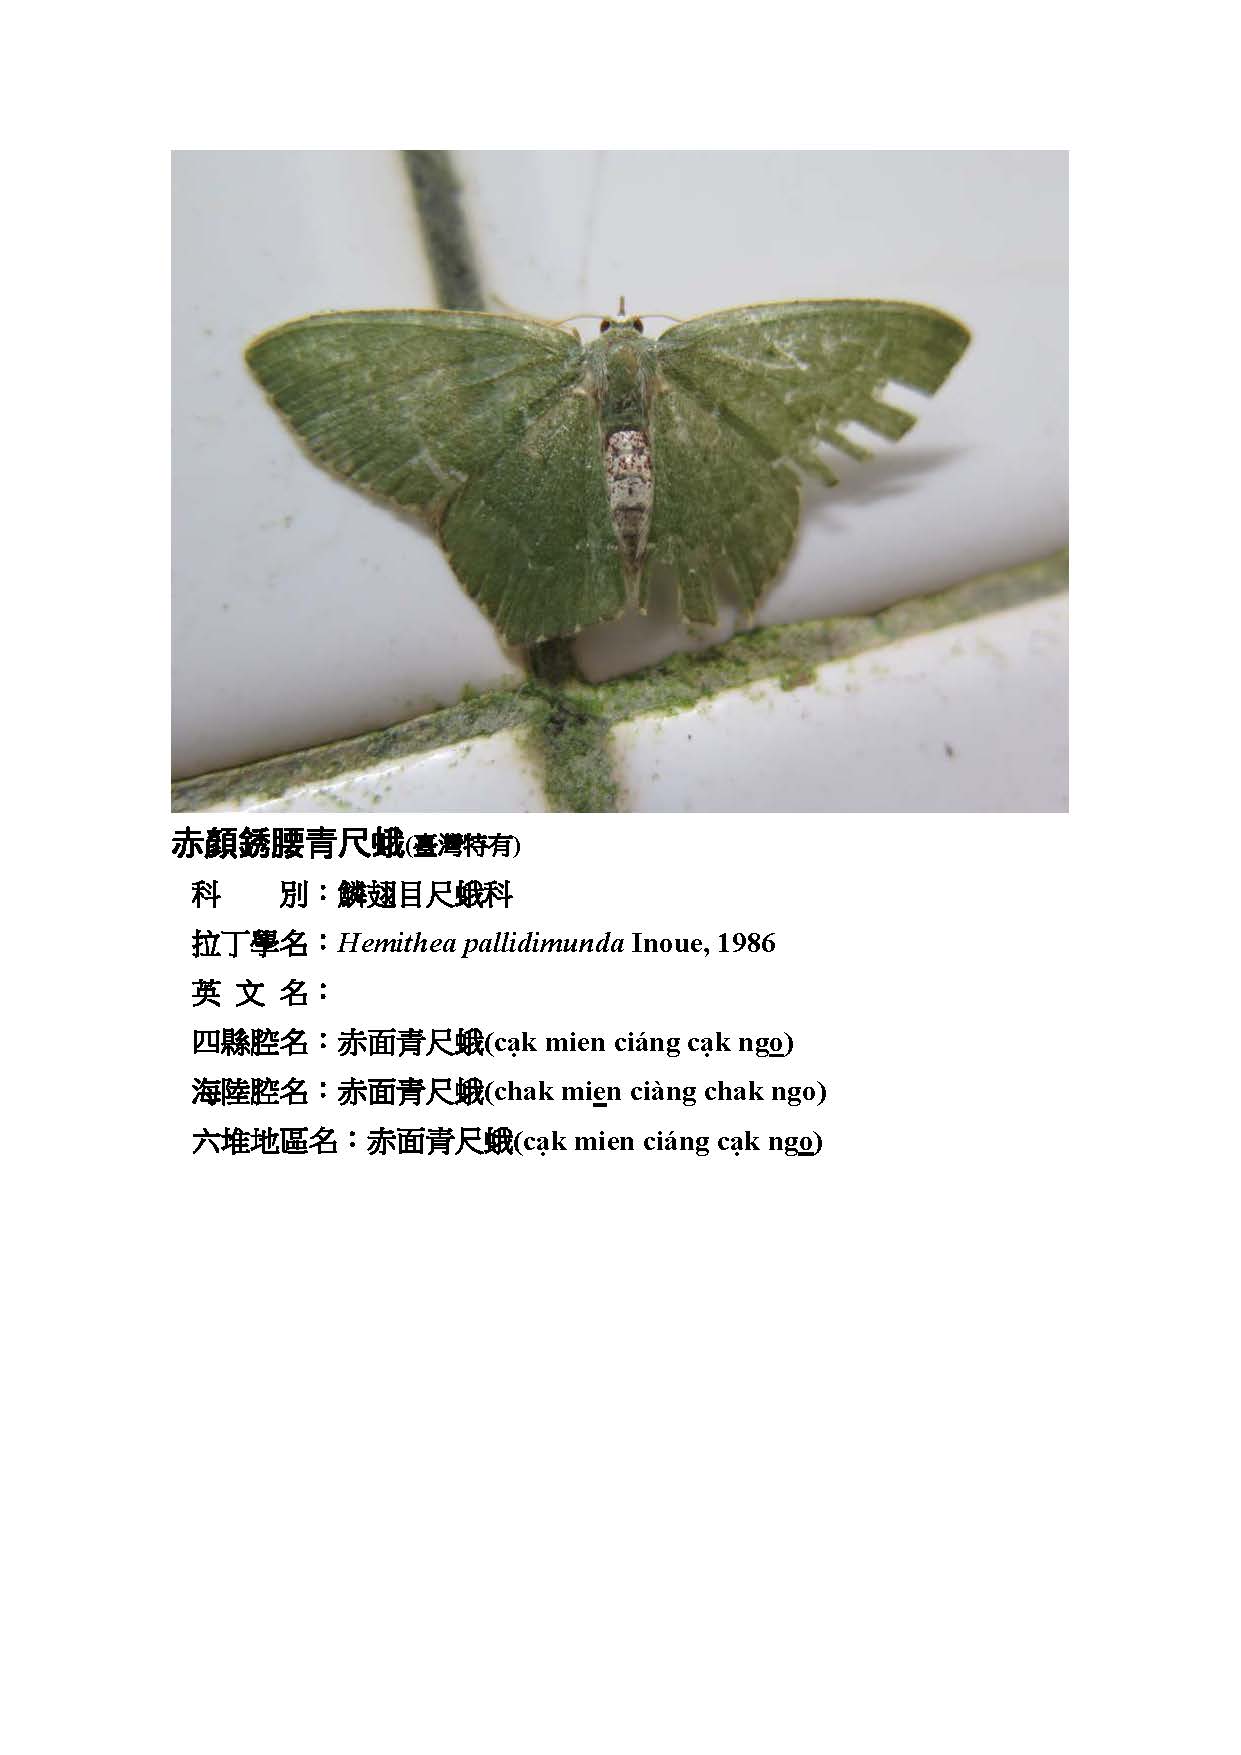 赤顏銹腰青尺蛾(臺灣特有)
科　　別：鱗翅目尺蛾科
拉丁學名：Hemithea pallidimunda Inoue, 1986
英 文 名：
四縣腔名：赤面青尺蛾(cạk mien ciáng cạk ngo)
海陸腔名：赤面青尺蛾(chak mien ciàng chak ngo)
六堆地區名：赤面青尺蛾(cạk mien ciáng cạk ngo)